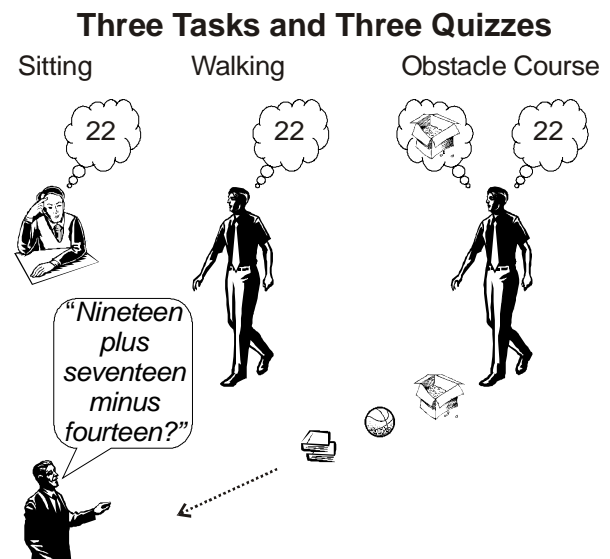 Three Tasks and Three Quizzes
Sitting Walking Obstacle Course
22 22 22
"Nineteen
plus
seventeen
minus
fourteen?"